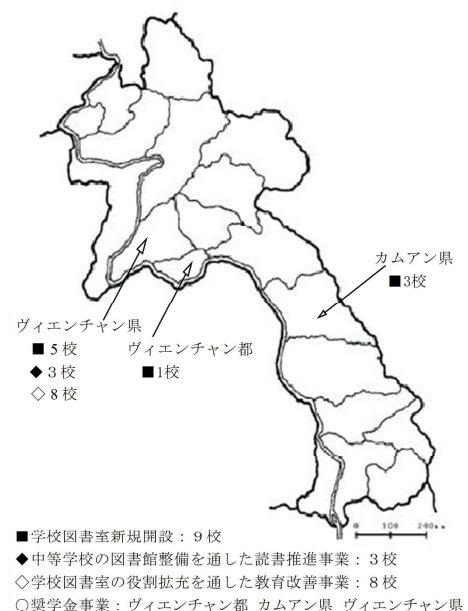 カムアン県
■3校
ヴィエンチャン県
■５校
◆３校
◇８校
ヴィエンチャン都
■1校
0 100 200km
■学校図書室新規開設：９校
◆中等学校の図書館整備を通した読書推進事業：３校
◇学校図書室の役割拡充を通した教育改善事業：８校
○奨学金事業：ヴィエンチャン都 カムアン県 ヴィエンチャン県